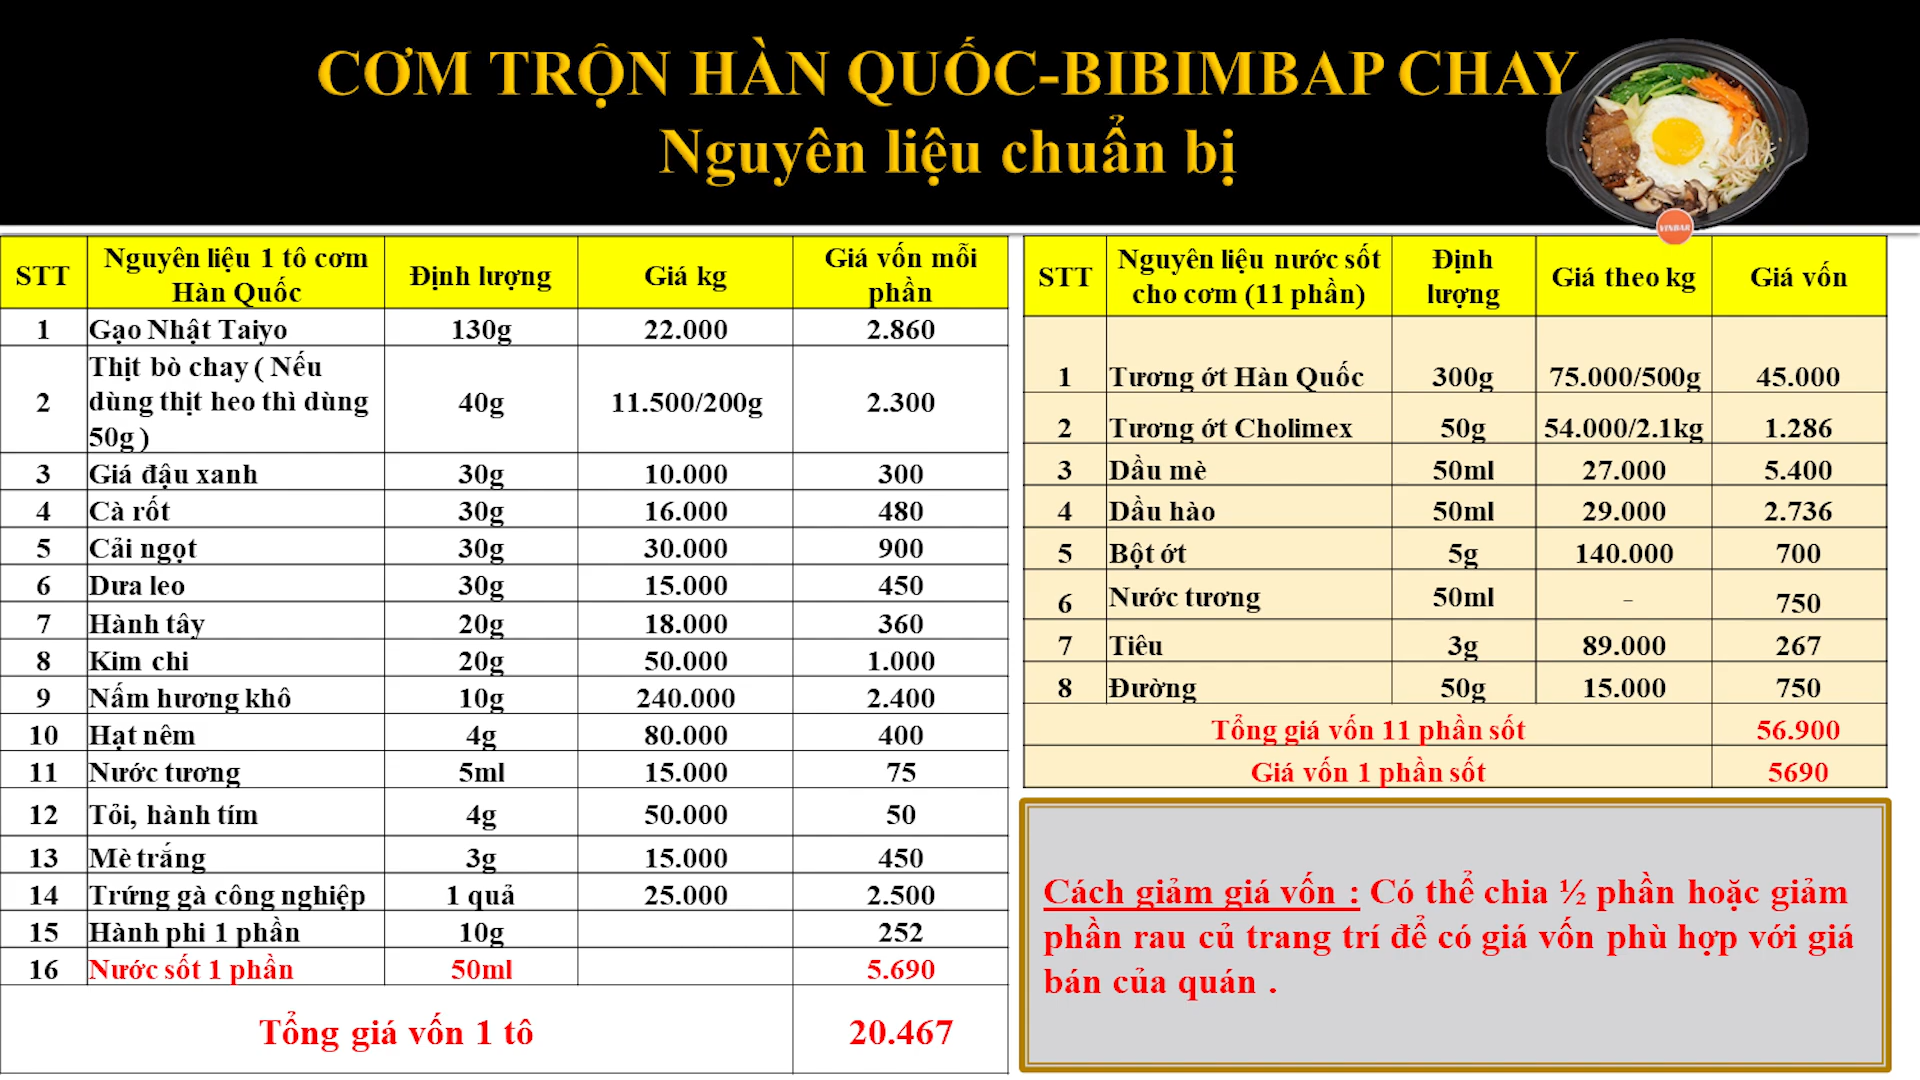 CƠM TRỘN HÀN QUỐC-BIBIMBAP CHAY
Nguyên liệu chuẩn bị
VINBAR
STT Nguyên liệu 1 tô cơm Hàn Quốc Định lượng Giá kg Giá vốn mỗi phần
1 Gạo Nhật Taiyo 130g 22.000 2.860
2 Thịt bò chay ( Nếu dùng thịt heo thì dùng 50g ) 40g 11.500/200g 2.300
3 Giá đậu xanh 30g 10.000 300
4 Cà rốt 30g 16.000 480
5 Cải ngọt 30g 30.000 900
6 Dưa leo 30g 15.000 450
7 Hành tây 20g 18.000 360
8 Kim chi 20g 50.000 1.000
9 Nấm hương khô 10g 240.000 2.400
10 Hạt nêm 4g 80.000 400
11 Nước tương 5ml 15.000 75
12 Tỏi, hành tím 4g 50.000 50
13 Mè trắng 3g 15.000 450
14 Trứng gà công nghiệp 1 quả 25.000 2.500
15 Hành phi 1 phần 10g 252
16 Nước sốt 1 phần 50ml 5.690
Tổng giá vốn 1 tô 20.467
STT Nguyên liệu nước sốt cho cơm (11 phần) Định lượng Giá theo kg Giá vốn
1 Tương ớt Hàn Quốc 300g 75.000/500g 45.000
2 Tương ớt Cholimex 50g 54.000/2.1kg 1.286
3 Dầu mè 50ml 27.000 5.400
4 Dầu hào 50ml 29.000 2.736
5 Bột ớt 5g 140.000 700
6 Nước tương 50ml - 750
7 Tiêu 3g 89.000 267
8 Đường 50g 15.000 750
Tổng giá vốn 11 phần sốt 56.900
Giá vốn 1 phần sốt 5690
Cách giảm giá vốn : Có thể chia ½ phần hoặc giảm
phần rau củ trang trí để có giá vốn phù hợp với giá
bán của quán .